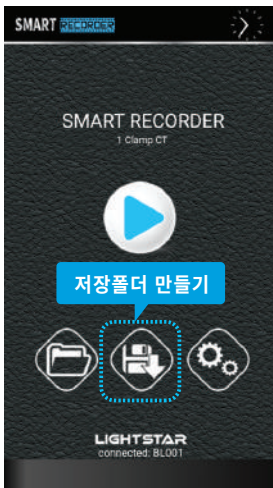 SMART RECORDER
SMART RECORDER
1 Clamp CT
저장폴더 만들기
LIGHTSTAR
connected: BL001